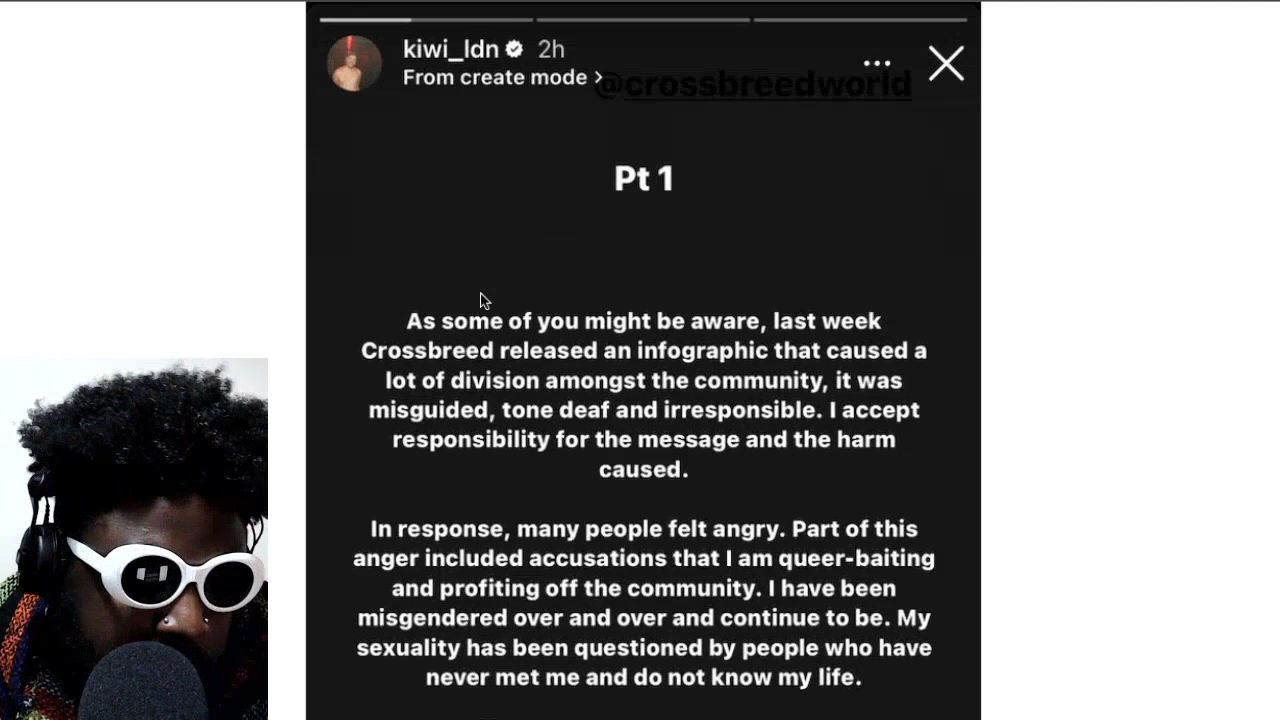 kiwi_ldn 2h
From create mode >
@crossbreedworld
Pt 1
As some of you might be aware, last week
Crossbreed released an infographic that caused a
lot of division amongst the community, it was
misguided, tone deaf and irresponsible. I accept
responsibility for the message and the harm
caused.
In response, many people felt angry. Part of this
anger included accusations that I am queer-baiting
and profiting off the community. I have been
misgendered over and over and continue to be. My
sexuality has been questioned by people who have
never met me and do not know my life.